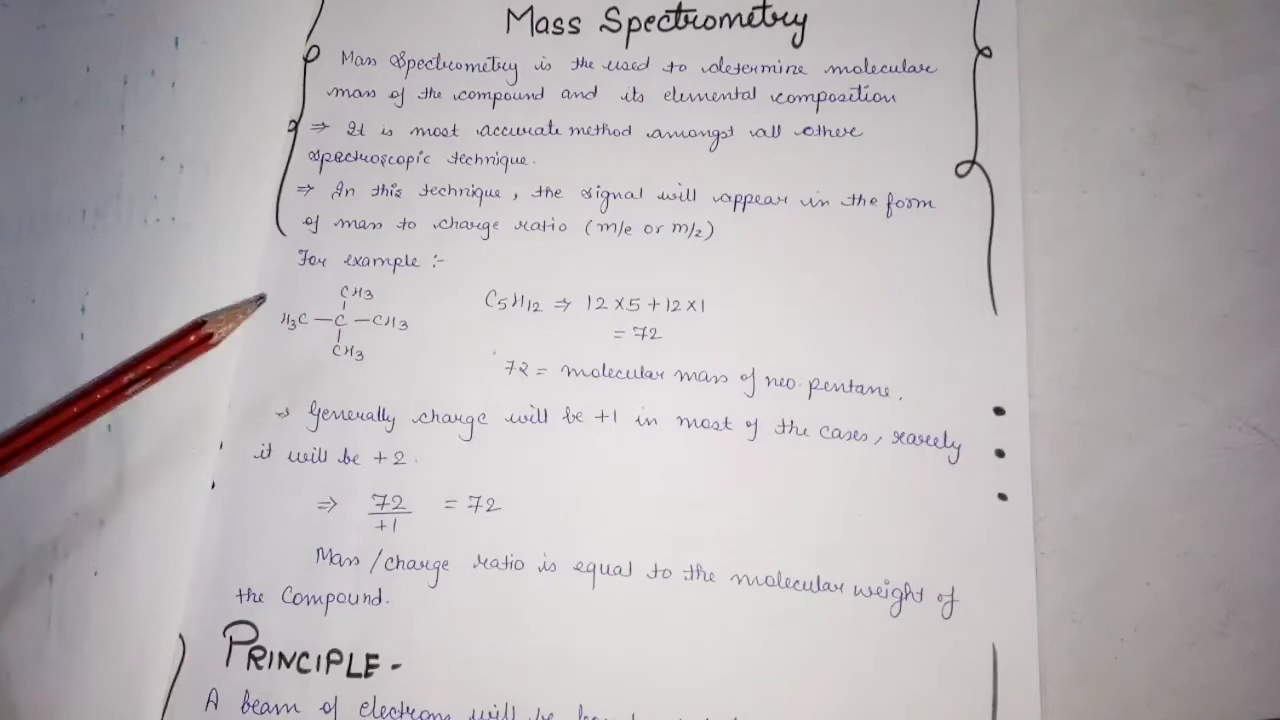 Mass Spectrometry
Mass Spectrometry is the used to determine molecular
mass of the compound and its elemental composition
⇒ It is most accurate method amongst all other
spectroscopic technique.
⇒ In this technique, the signal will appear in the form
of mass to charge ratio (m/e or m/z)
For example :-
CH3
H3C - C - CH3
CH3
C5H12 ⇒ 12×5+12×1
= 72
72 = molecular mass of neo-pentane.
⇒ Generally charge will be +1 in most of the cases, rarely
it will be +2.
⇒ 72/+1 = 72
Mass/charge ratio is equal to the molecular weight of
the Compound.
PRINCIPLE-
A beam of electrons will be